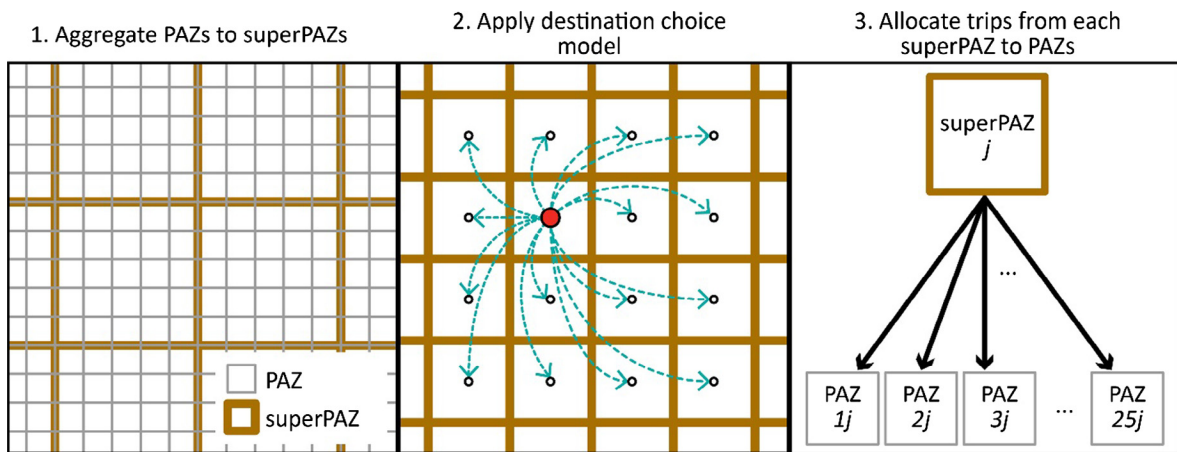 1. Aggregate PAZs to superPAZs
2. Apply destination choice
model
3. Allocate trips from each
superPAZ to PAZs
PAZ
superPAZ
superPAZ
j
...
PAZ
1j
PAZ
2j
PAZ
3j
...
PAZ
25j